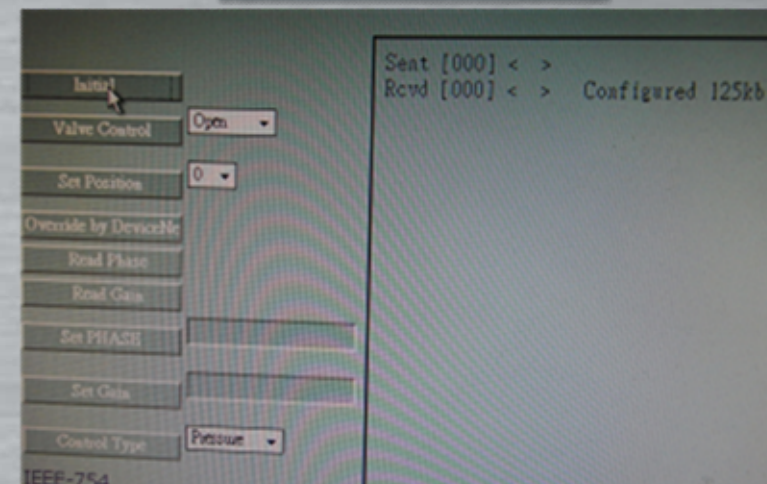 Initial
Valve Control
Open
Set Position
0
Override by DeviceNe
Read Phase
Read Gain
Set PHASE
Set Gain
Control Type
Pressure
IEEE-754
Sent [000] < >
Rcvd [000] < > Configured 125kb